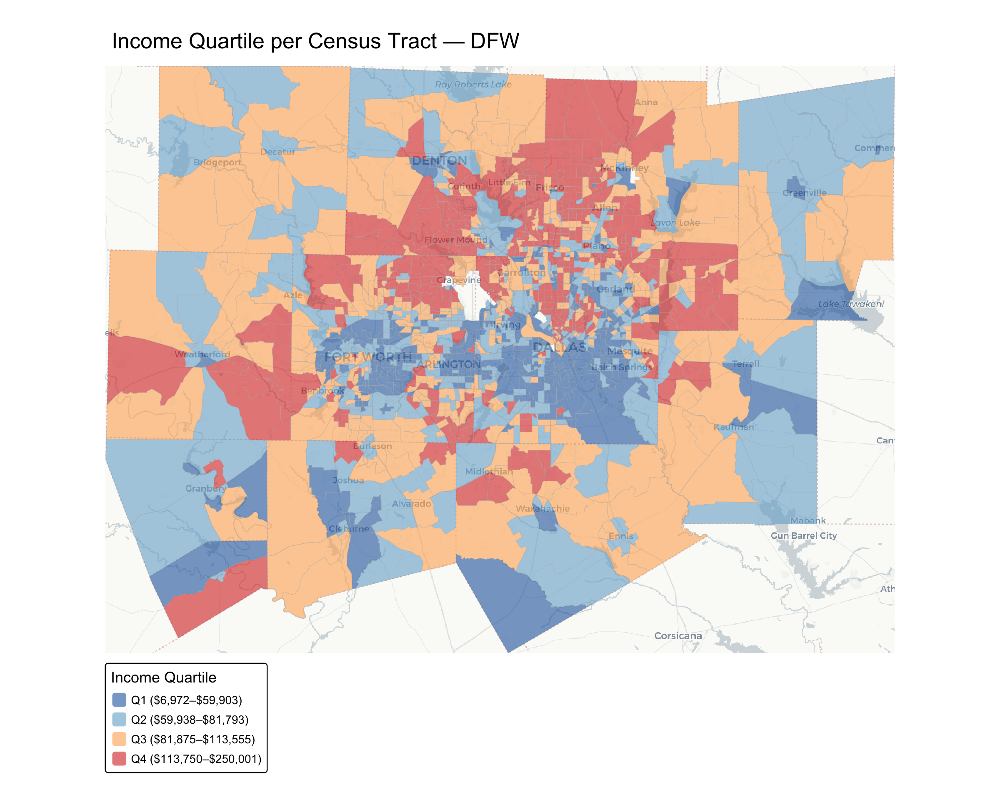 Income Quartile per Census Tract — DFW
Ray Roberts Lake
Anna
Commerc
Decatur
Bridgeport
DENTON
McKinney
Little Elm
Corinth
Frisco
Greenville
Allen
Lavon Lake
Flower Mound
Plano
Carrollton
Grapevine
Garland
Azle
Lake Tawakoni
Irving
ells
DALLAS
Mesquite
Weatherford
FORT WORTH
ARLINGTON
Terrell
Balch Springs
Benbrook
Kaufman
Can
Burleson
Midlothian
Joshua
Granbury
Alvarado
Waxahachie
Mabank
Cleburne
Ennis
Gun Barrel City
Ath
Corsicana
Income Quartile
Q1 ($6,972–$59,903)
Q2 ($59,938–$81,793)
Q3 ($81,875–$113,555)
Q4 ($113,750–$250,001)